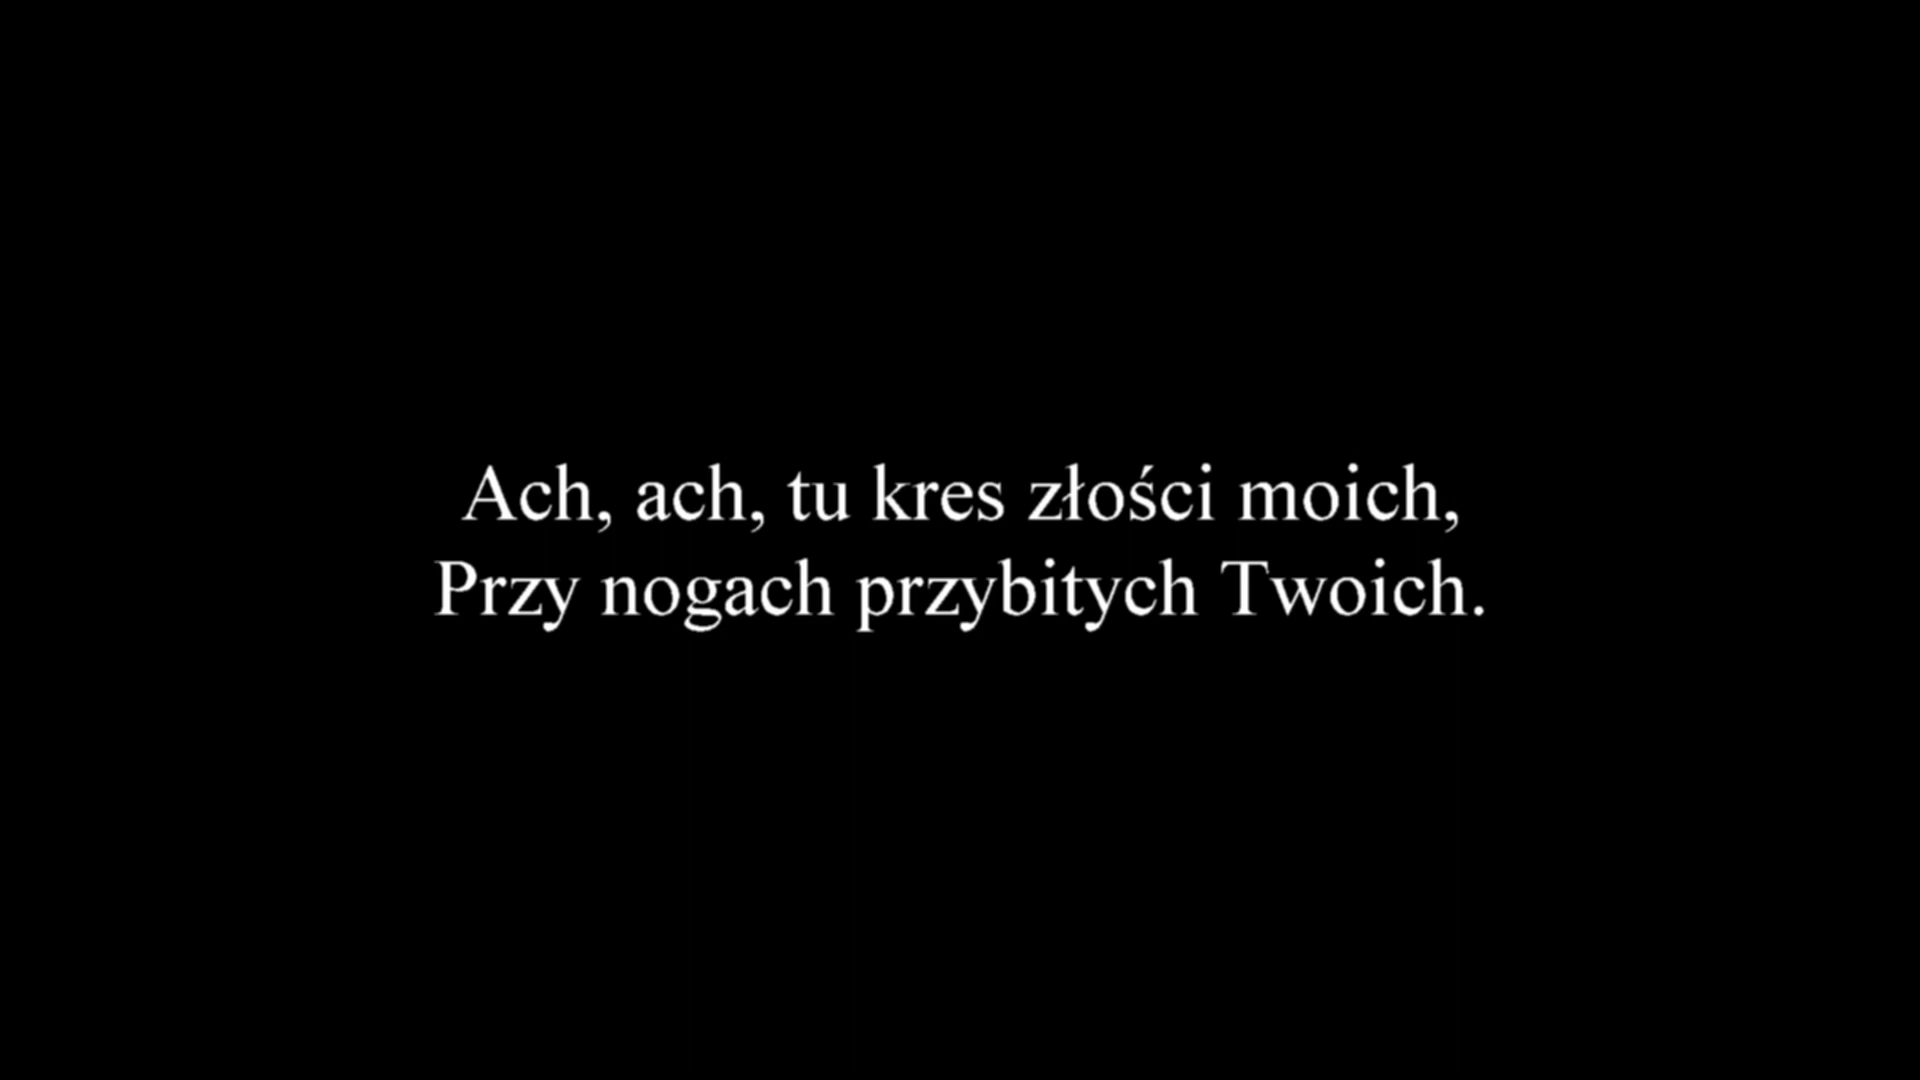 Ach, ach, tu kres złości moich,
Przy nogach przybitych Twoich.